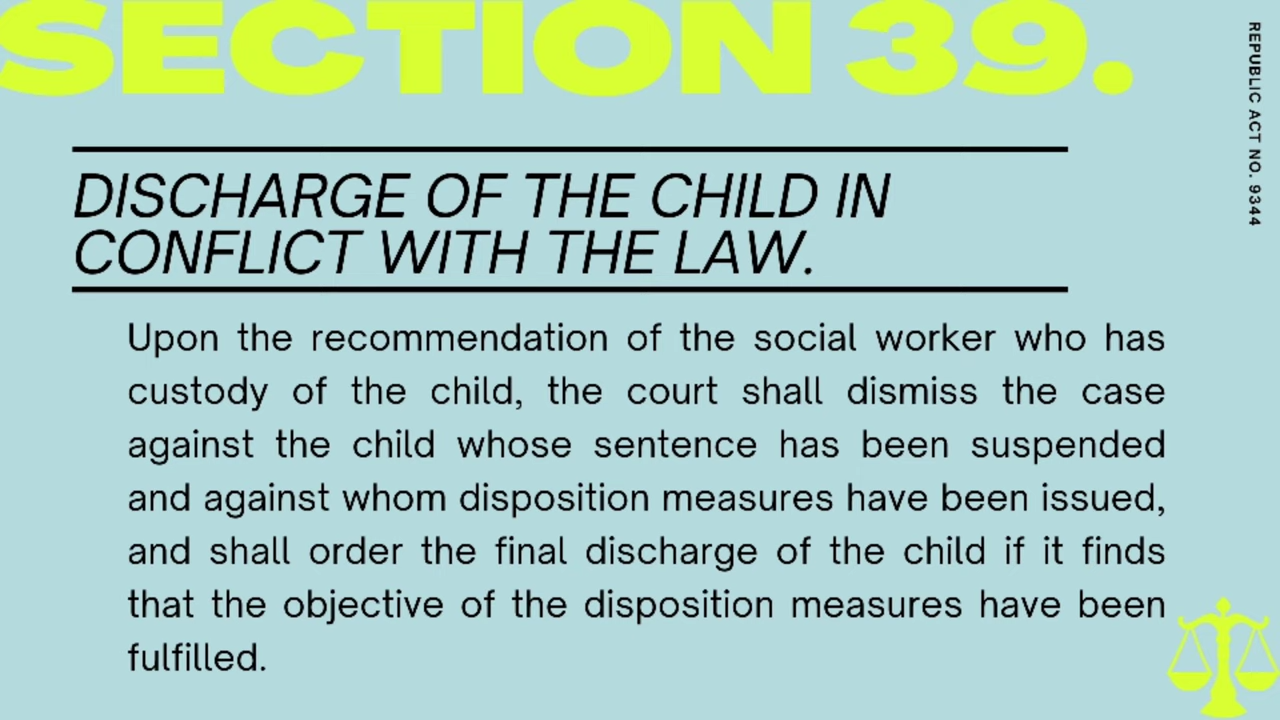 SECTION 39.
REPUBLIC ACT NO. 9344
DISCHARGE OF THE CHILD IN
CONFLICT WITH THE LAW.
Upon the recommendation of the social worker who has
custody of the child, the court shall dismiss the case
against the child whose sentence has been suspended
and against whom disposition measures have been issued,
and shall order the final discharge of the child if it finds
that the objective of the disposition measures have been
fulfilled.